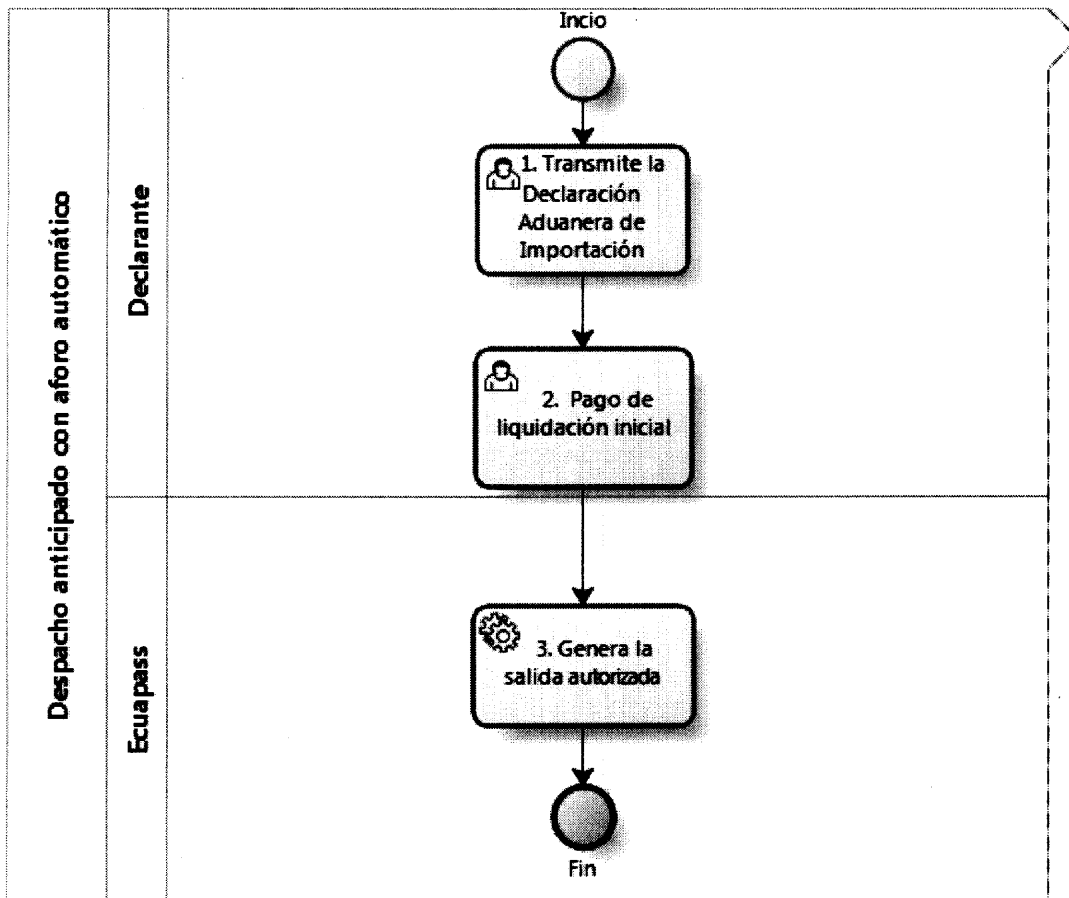 Despacho anticipado con aforo automático
Declarante
Incio
1. Transmite la
Declaración
Aduanera de
Importación
2. Pago de
liquidación inicial
Ecuapass
3. Genera la
salida autorizada
Fin